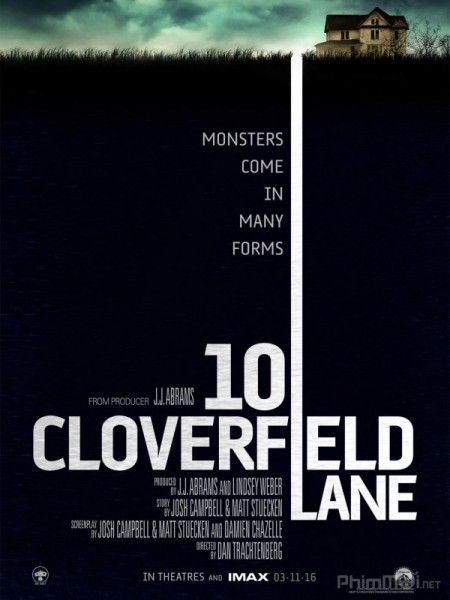 MONSTERS
COME
IN
MANY
FORMS
FROM PRODUCER J.J. ABRAMS
10
CLOVERFIELD
LANE
PRODUCED BY J.J. ABRAMS AND LINDSEY WEBER
STORY BY JOSH CAMPBELL & MATT STUECKEN
SCREENPLAY BY JOSH CAMPBELL & MATT STUECKEN AND DAMIEN CHAZELLE
DIRECTED BY DAN TRACHTENBERG
IN THEATRES AND IMAX 03-11-16
PhimMoi.NET